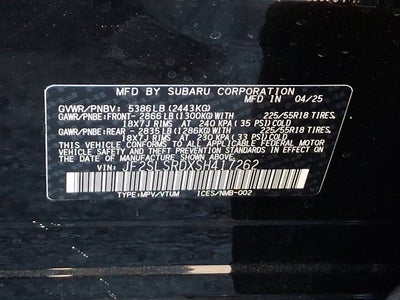 MFD BY SUBARU CORPORATION
MFD IN 04/25
GVWR/PNBV: 5386LB (2443KG)
GAWR/PNBE:FRONT- 2866LB (1300KG) WITH 225/55R18 TIRES
18X7J RIMS AT 240 KPA (35 PSI) COLD
GAWR/PNBE:REAR - 2835LB (1286KG) WITH 225/55R18 TIRES
18X7J RIMS AT 230 KPA (33 PSI) COLD
THIS VEHICLE CONFORMS TO ALL APPLICABLE FEDERAL MOTOR
VEHICLE SAFETY AND THEFT PREVENTION STANDARDS IN
EFFECT ON THE DATE OF MANUFACTURE SHOWN ABOVE.
VIN: JF2SLSRDXSH417262
TYPE:MPV/VTUM ICES/NMB-002